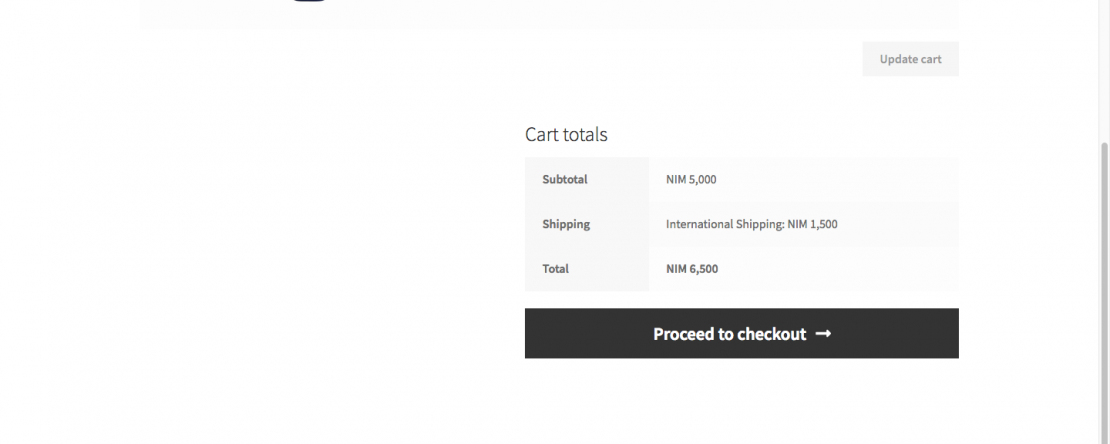 Update cart
Cart totals
Subtotal NIM 5,000
Shipping International Shipping: NIM 1,500
Total NIM 6,500
Proceed to checkout →